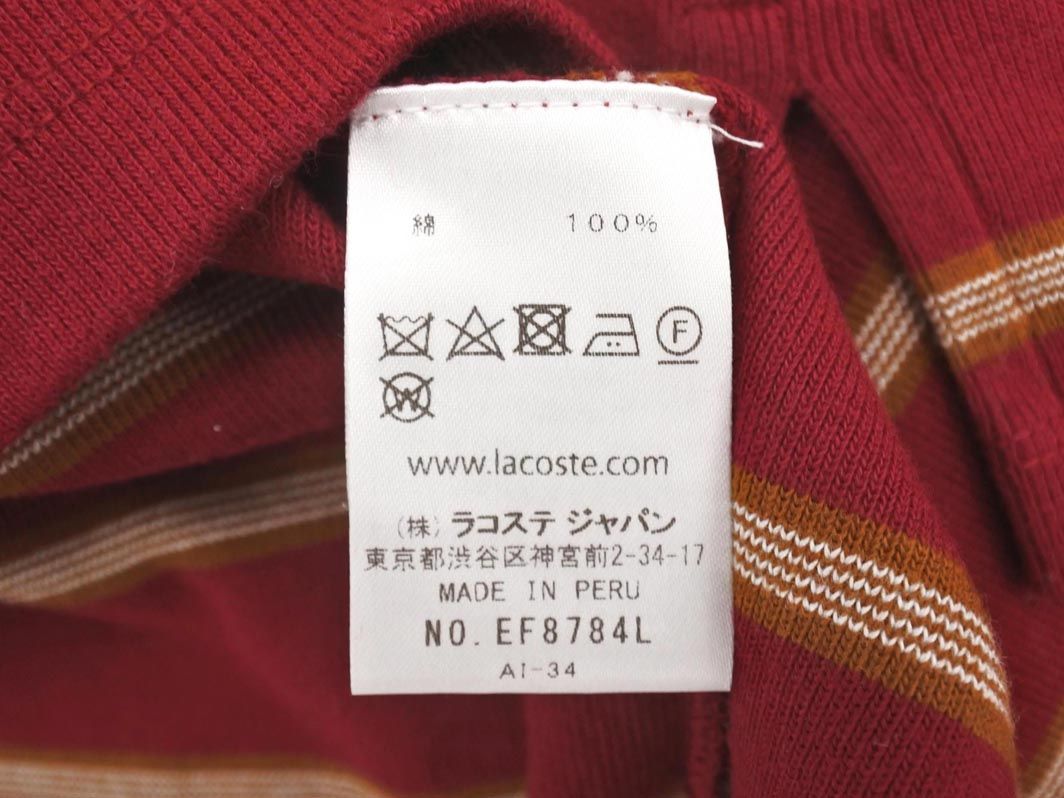 綿 100%
F
W
www.lacoste.com
(株) ラコステ ジャパン
東京都渋谷区神宮前2-34-17
MADE IN PERU
NO. EF8784L
AI-34